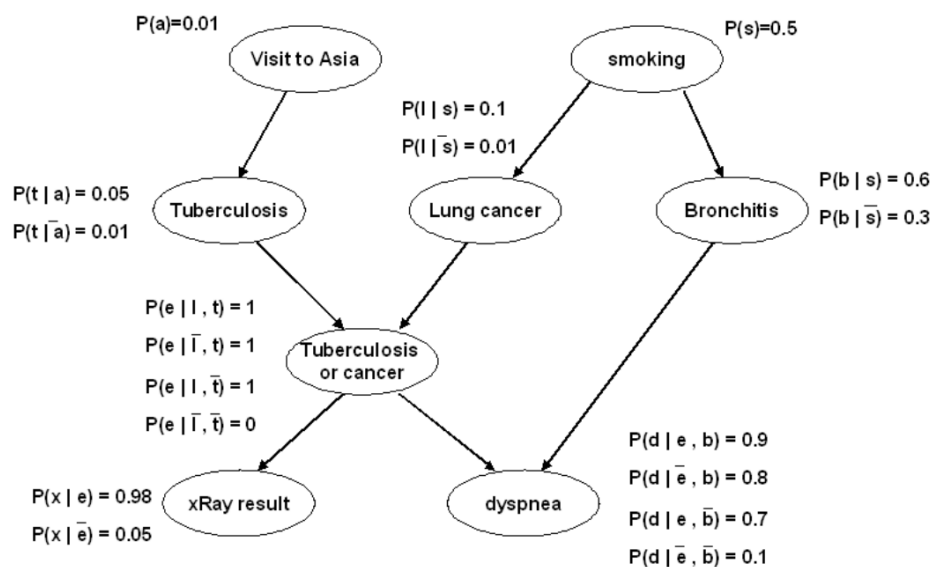 P(a)=0.01
P(s)=0.5
Visit to Asia
smoking
P(l | s) = 0.1
P(l | s̅) = 0.01
P(t | a) = 0.05
P(t | a̅) = 0.01
Tuberculosis
Lung cancer
Bronchitis
P(b | s) = 0.6
P(b | s̅) = 0.3
P(e | l , t) = 1
P(e | l̅ , t) = 1
P(e | l , t̅) = 1
P(e | l̅ , t̅) = 0
Tuberculosis
or cancer
P(x | e) = 0.98
P(x | e̅) = 0.05
xRay result
dyspnea
P(d | e , b) = 0.9
P(d | e̅ , b) = 0.8
P(d | e , b̅) = 0.7
P(d | e̅ , b̅) = 0.1